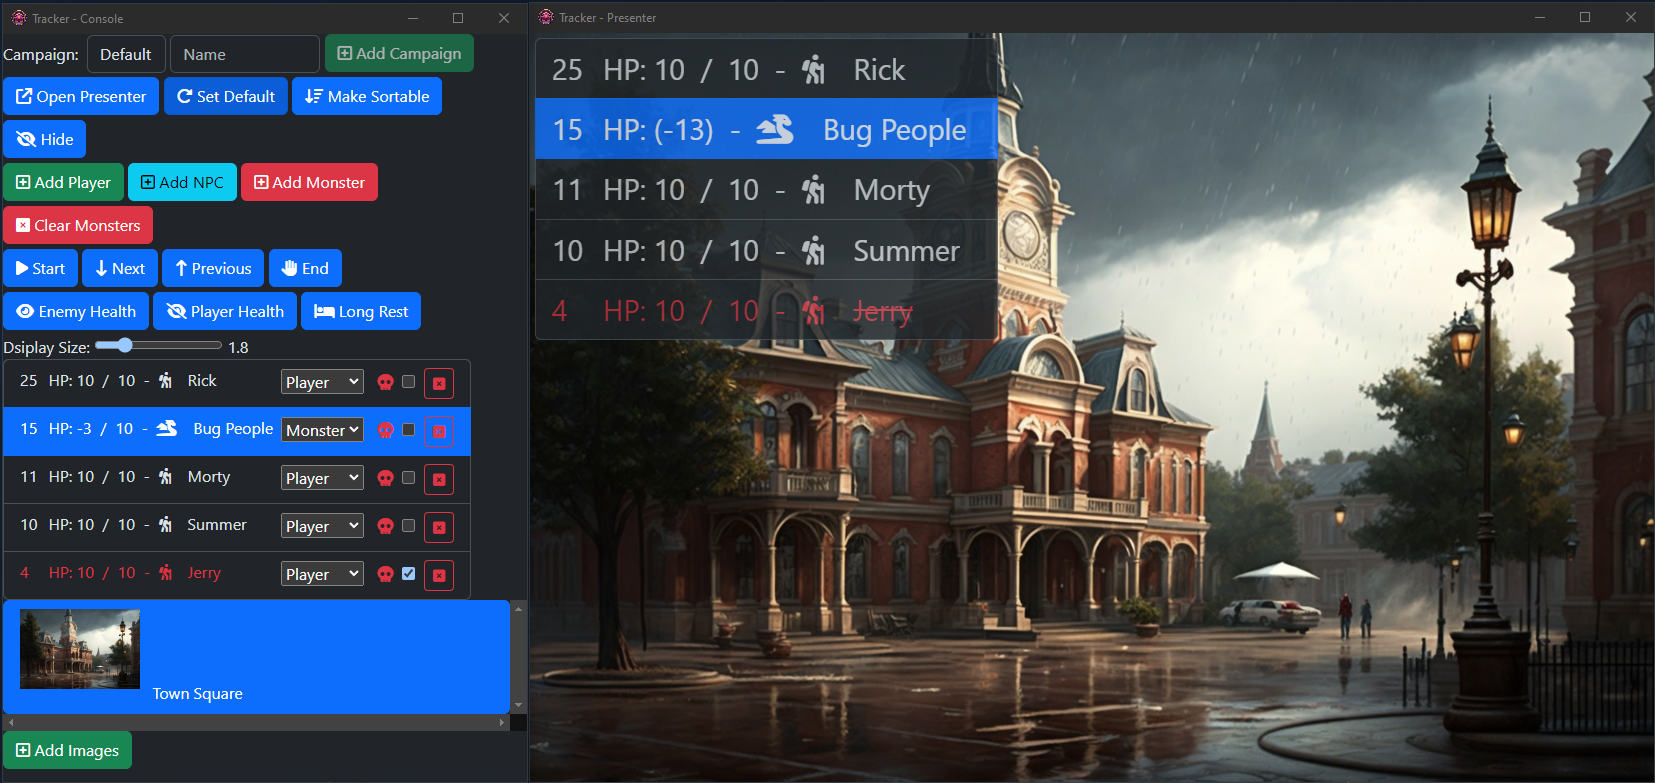 Tracker - Console
Campaign: Default Name Add Campaign
Open Presenter Set Default Make Sortable
Hide
Add Player Add NPC Add Monster
Clear Monsters
Start Next Previous End
Enemy Health Player Health Long Rest
Dsiplay Size: 1.8
25 HP: 10 / 10 - Rick Player
15 HP: -3 / 10 - Bug People Monster
11 HP: 10 / 10 - Morty Player
10 HP: 10 / 10 - Summer Player
4 HP: 10 / 10 - Jerry Player
Town Square
Add Images
Tracker - Presenter
25 HP: 10 / 10 - Rick
15 HP: (-13) - Bug People
11 HP: 10 / 10 - Morty
10 HP: 10 / 10 - Summer
4 HP: 10 / 10 - Jerry